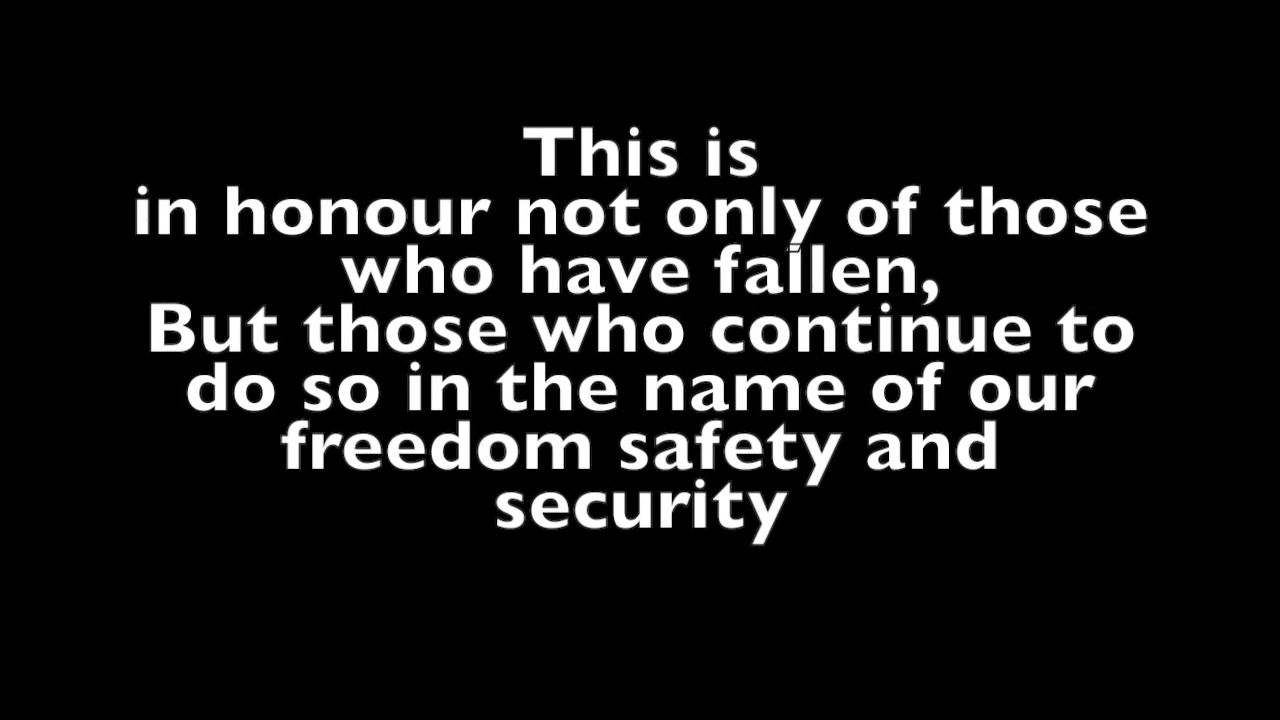 This is
in honour not only of those
who have fallen,
But those who continue to
do so in the name of our
freedom safety and
security